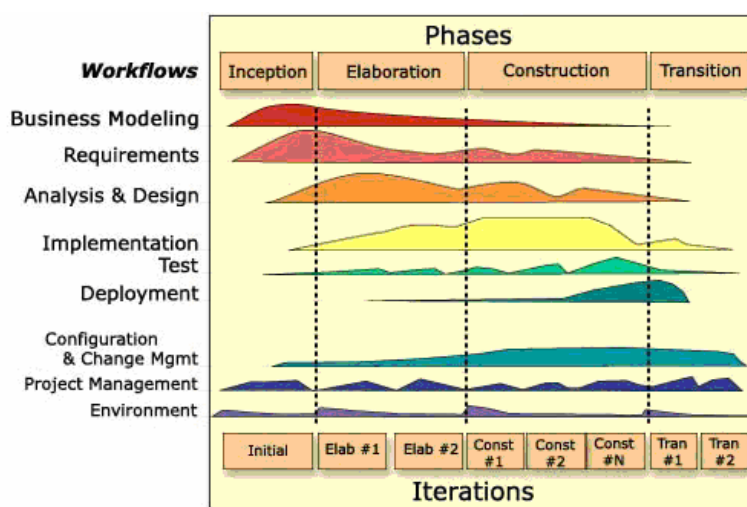 Phases
Workflows
Inception
Elaboration
Construction
Transition
Business Modeling
Requirements
Analysis & Design
Implementation
Test
Deployment
Configuration
& Change Mgmt
Project Management
Environment
Initial
Elab #1
Elab #2
Const
#1
Const
#2
Const
#N
Tran
#1
Tran
#2
Iterations